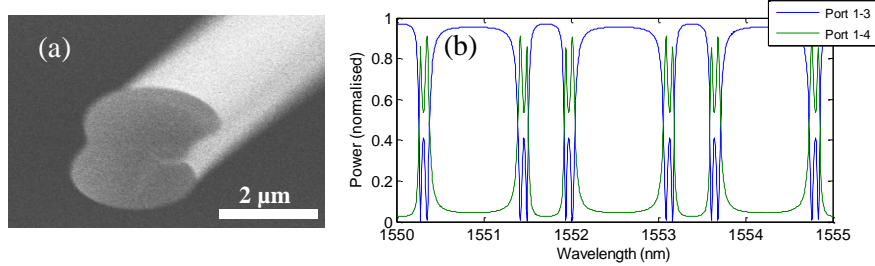 (a)
2 µm
(b)
Port 1-3
Port 1-4
Power (normalised)
1
0.8
0.6
0.4
0.2
0
1550
1551
1552
1553
1554
1555
Wavelength (nm)